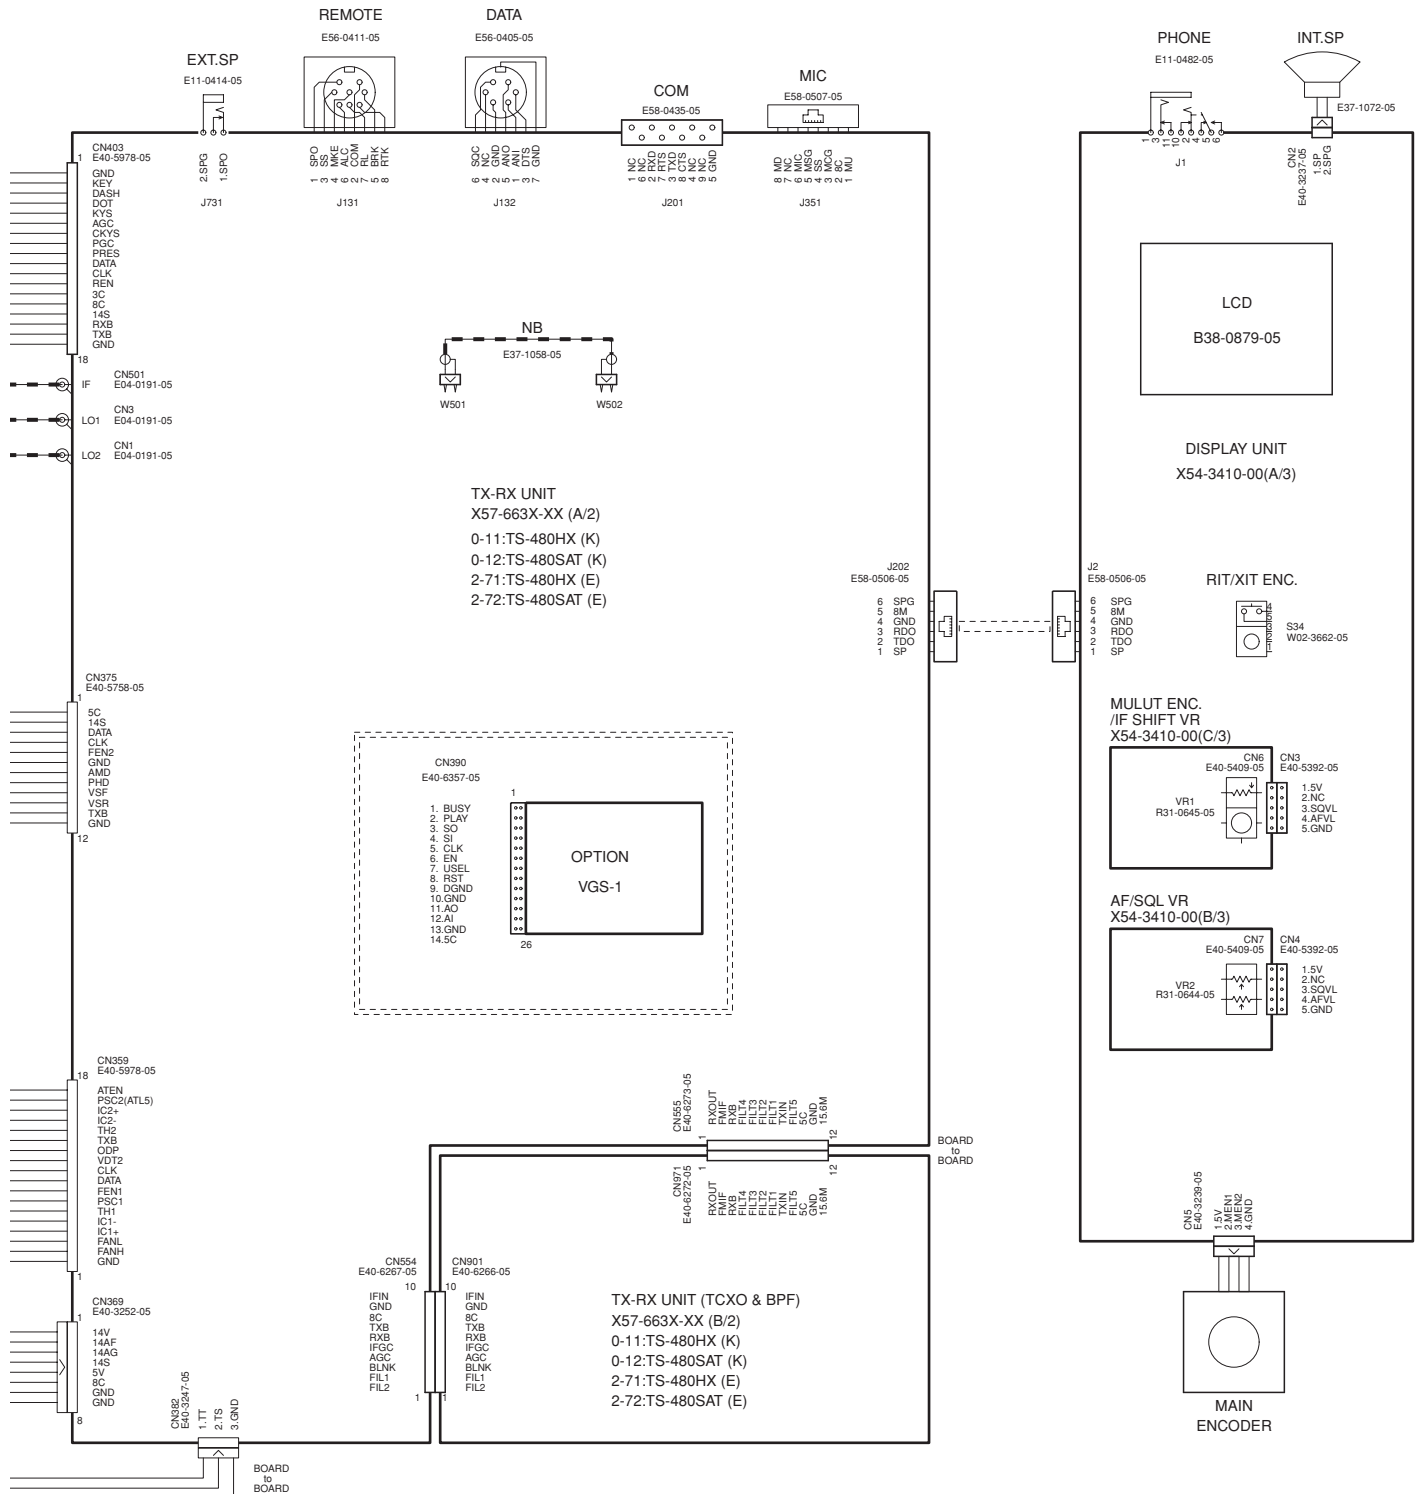 REMOTE
E56-0411-05
DATA
E56-0405-05
EXT.SP
E11-0414-05
COM
E58-0435-05
MIC
E58-0507-05
PHONE
E11-0482-05
INT.SP
E37-1072-05
CN403
E40-5978-05
1
GND
KEY
DASH
DOT
KYS
AGC
CKYS
PGC
PRES
DATA
CLK
REN
3C
8C
14S
RXB
TXB
GND
18
2.SPG
1.SPO
J731
1 SPO
3 SS
4 MKE
6 ALC
2 COM
7 RL
5 BRK
8 RTK
J131
6 SQC
4 NC
2 GND
5 ANO
1 ANI
3 DTS
7 GND
J132
1 NC
6 NC
2 RXD
7 RTS
3 TXD
8 CTS
4 NC
9 NC
5 GND
J201
8 MD
7 NC
6 MIC
5 MSG
4 SS
3 MCG
2 8C
1 MU
J351
1
3
11
10
2
4
5
6
J1
CN2
E40-3237-05
1.SP
2.SPG
LCD
B38-0879-05
NB
E37-1058-05
W501
W502
IF
CN501
E04-0191-05
LO1
CN3
E04-0191-05
LO2
CN1
E04-0191-05
DISPLAY UNIT
X54-3410-00(A/3)
TX-RX UNIT
X57-663X-XX (A/2)
0-11:TS-480HX (K)
0-12:TS-480SAT (K)
2-71:TS-480HX (E)
2-72:TS-480SAT (E)
J202
E58-0506-05
6 SPG
5 8M
4 GND
3 RDO
2 TDO
1 SP
J2
E58-0506-05
6 SPG
5 8M
4 GND
3 RDO
2 TDO
1 SP
RIT/XIT ENC.
S34
W02-3662-05
CN375
E40-5758-05
1
5C
14S
DATA
CLK
FEN2
GND
AMD
PHD
VSF
VSR
TXB
GND
12
MULUT ENC.
/IF SHIFT VR
X54-3410-00(C/3)
CN6
E40-5409-05
CN3
E40-5392-05
VR1
R31-0645-05
1.5V
2.NC
3.SQVL
4.AFVL
5.GND
CN390
E40-6357-05
1
1. BUSY
2. PLAY
3. SO
4. SI
5. CLK
6. EN
7. USEL
8. RST
9. DGND
10.GND
11.AO
12.AI
13.GND
14.5C
26
OPTION
VGS-1
AF/SQL VR
X54-3410-00(B/3)
CN7
E40-5409-05
CN4
E40-5392-05
VR2
R31-0644-05
1.5V
2.NC
3.SQVL
4.AFVL
5.GND
CN359
E40-5978-05
18
ATEN
PSC2(ATL5)
IC2+
IC2-
TH2
TXB
ODP
VDT2
CLK
DATA
FEN1
PSC1
TH1
IC1-
IC1+
FANL
FANH
GND
1
CN555
E40-6273-05
1
RXOUT
FMIF
RXB
FILT4
FILT3
FILT2
FILT1
TXIN
FILT5
5C
GND
15.6M
12
BOARD
to
BOARD
CN971
E40-6272-05
1
RXOUT
FMIF
RXB
FILT4
FILT3
FILT2
FILT1
TXIN
FILT5
5C
GND
15.6M
12
CN5
E40-3239-05
1.5V
2.MEN1
3.MEN2
4.GND
CN554
E40-6267-05
10
IFIN
GND
8C
TXB
RXB
IFGC
AGC
BLNK
FIL1
FIL2
1
CN901
E40-6266-05
10
IFIN
GND
8C
TXB
RXB
IFGC
AGC
BLNK
FIL1
FIL2
1
TX-RX UNIT (TCXO & BPF)
X57-663X-XX (B/2)
0-11:TS-480HX (K)
0-12:TS-480SAT (K)
2-71:TS-480HX (E)
2-72:TS-480SAT (E)
CN369
E40-3252-05
1
14V
14AF
14AG
14S
5V
8C
GND
GND
8
CN382
E40-3247-05
1.TT
2.TS
3.GND
BOARD
to
BOARD
MAIN
ENCODER